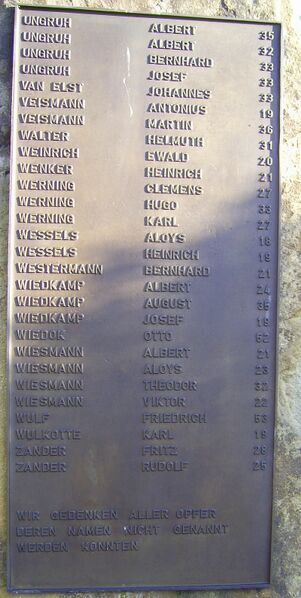 UNGRUH ALBERT 35
UNGRUH ALBERT 32
UNGRUH BERNHARD 33
UNGRUH JOSEF 33
VAN ELST JOHANNES 33
VEISMANN ANTONIUS 19
VEISMANN MARTIN 36
WALTER HELMUTH 31
WEINRICH EWALD 20
WENKER HEINRICH 21
WERNING CLEMENS 27
WERNING HUGO 33
WERNING KARL 27
WESSELS ALOYS 18
WESSELS HEINRICH 19
WESTERMANN BERNHARD 21
WIEDKAMP ALBERT 24
WIEDKAMP AUGUST 35
WIEDKAMP JOSEF 19
WIEDOK OTTO 52
WIESMANN ALBERT 21
WIESMANN ALOYS 23
WIESMANN THEODOR 32
WIESMANN VIKTOR 22
WULF FRIEDRICH 53
WULKOTTE KARL 19
ZANDER FRITZ 26
ZANDER RUDOLF 25
WIR GEDENKEN ALLER OPFER
DEREN NAMEN NICHT GENANNT
WERDEN KONNTEN